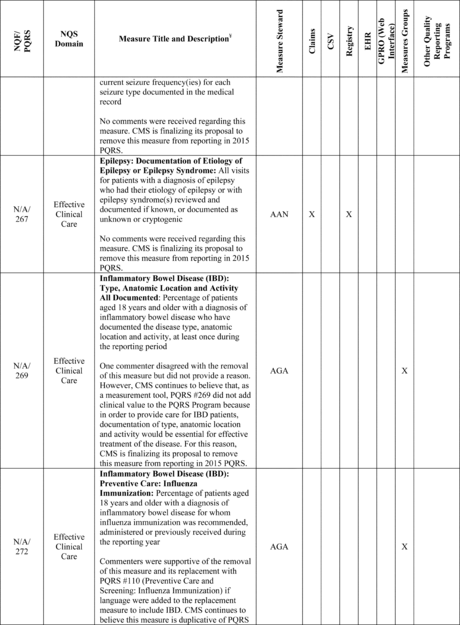 NQF/
PQRS
NQS
Domain
Measure Title and Description¥
Measure Steward
Claims
CSV
Registry
EHR
GPRO (Web
Interface)
Measures Groups
Other Quality
Reporting
Programs
current seizure frequency(ies) for each
seizure type documented in the medical
record
No comments were received regarding this
measure. CMS is finalizing its proposal to
remove this measure from reporting in 2015
PQRS.
N/A/
267
Effective
Clinical
Care
Epilepsy: Documentation of Etiology of
Epilepsy or Epilepsy Syndrome: All visits
for patients with a diagnosis of epilepsy
who had their etiology of epilepsy or with
epilepsy syndrome(s) reviewed and
documented if known, or documented as
unknown or cryptogenic
No comments were received regarding this
measure. CMS is finalizing its proposal to
remove this measure from reporting in 2015
PQRS.
AAN
X
X
N/A/
269
Effective
Clinical
Care
Inflammatory Bowel Disease (IBD):
Type, Anatomic Location and Activity
All Documented: Percentage of patients
aged 18 years and older with a diagnosis of
inflammatory bowel disease who have
documented the disease type, anatomic
location and activity, at least once during
the reporting period
One commenter disagreed with the removal
of this measure but did not provide a reason.
However, CMS continues to believe that, as
a measurement tool, PQRS #269 did not add
clinical value to the PQRS Program because
in order to provide care for IBD patients,
documentation of type, anatomic location
and activity would be essential for effective
treatment of the disease. For this reason,
CMS is finalizing its proposal to remove
this measure from reporting in 2015 PQRS.
AGA
X
N/A/
272
Effective
Clinical
Care
Inflammatory Bowel Disease (IBD):
Preventive Care: Influenza
Immunization: Percentage of patients aged
18 years and older with a diagnosis of
inflammatory bowel disease for whom
influenza immunization was recommended,
administered or previously received during
the reporting year
Commenters were supportive of the removal
of this measure and its replacement with
PQRS #110 (Preventive Care and
Screening: Influenza Immunization) if
language were added to the replacement
measure to include IBD. CMS continues to
believe this measure is duplicative of PQRS
AGA
X